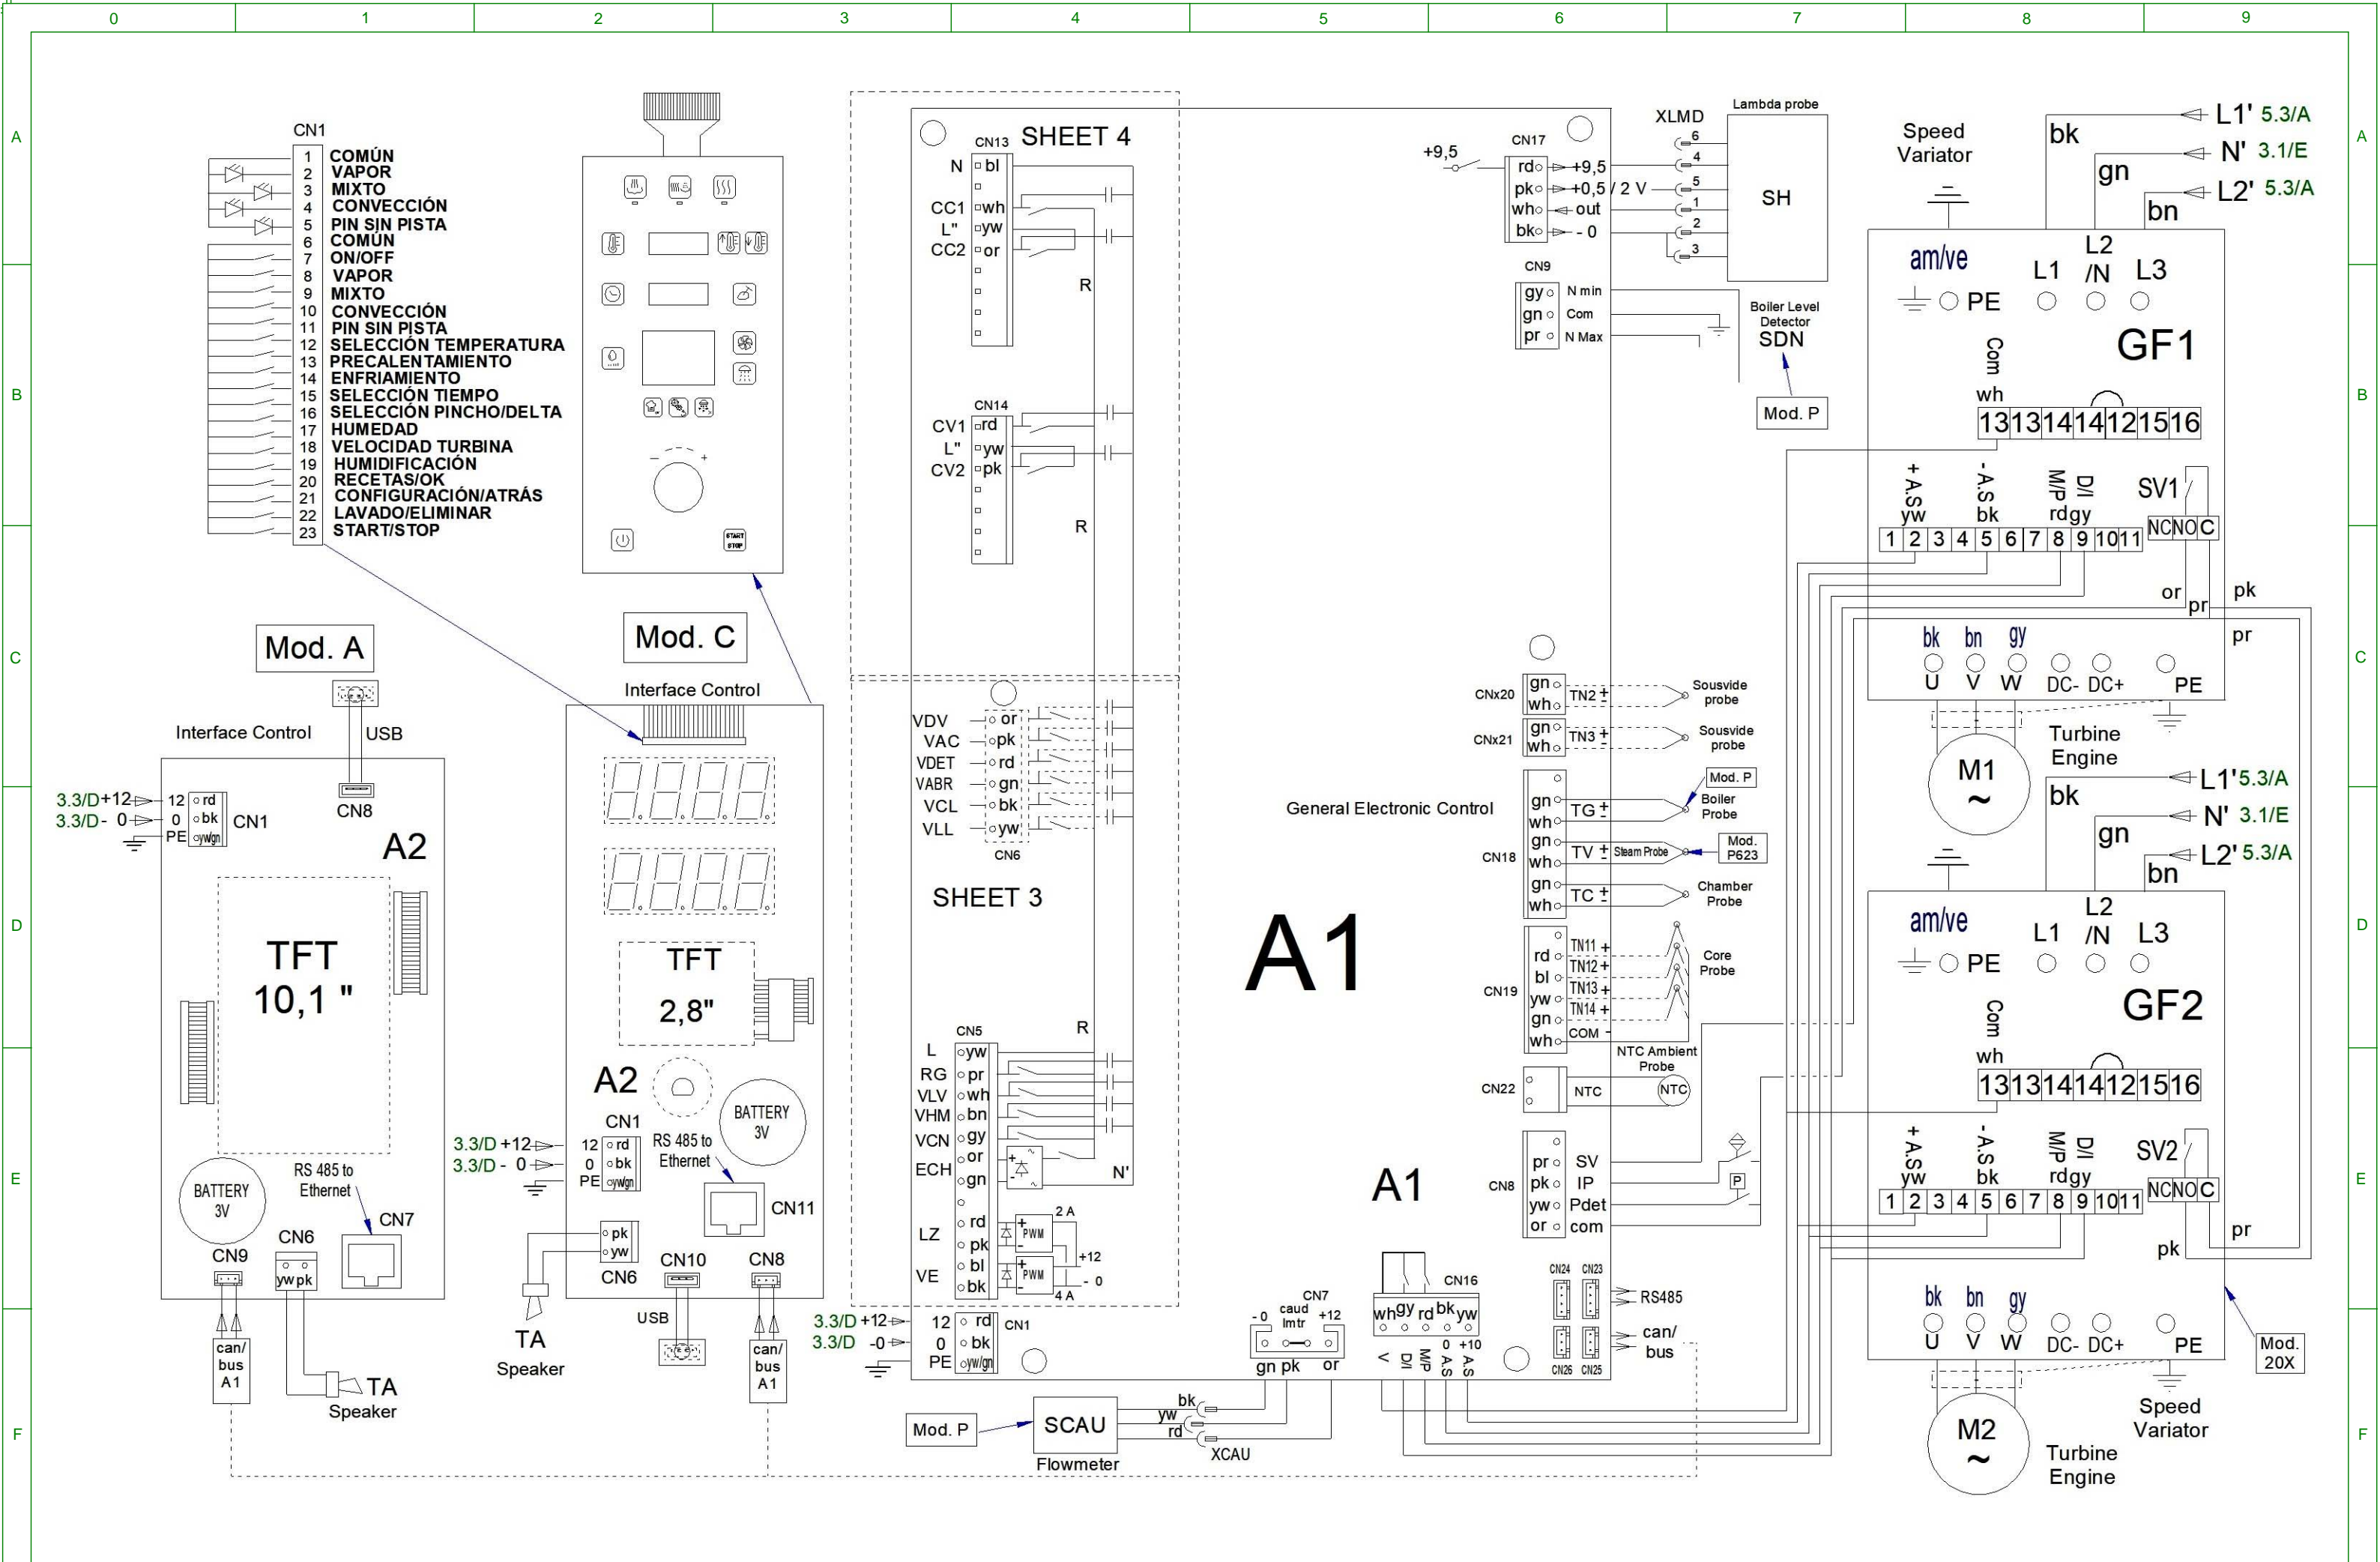 0 1 2 3 4 5 6 7 8 9
A
B
C
D
E
F
CN1
1 COMÚN
2 VAPOR
3 MIXTO
4 CONVECCIÓN
5 PIN SIN PISTA
6 COMÚN
7 ON/OFF
8 VAPOR
9 MIXTO
10 CONVECCIÓN
11 PIN SIN PISTA
12 SELECCIÓN TEMPERATURA
13 PRECALENTAMIENTO
14 ENFRIAMIENTO
15 SELECCIÓN TIEMPO
16 SELECCIÓN PINCHO/DELTA
17 HUMEDAD
18 VELOCIDAD TURBINA
19 HUMIDIFICACIÓN
20 RECETAS/OK
21 CONFIGURACIÓN/ATRÁS
22 LAVADO/ELIMINAR
23 START/STOP
- +
START
STOP
Mod. A
Interface Control
USB
CN8
3.3/D +12 12 rd
3.3/D - 0 0 bk CN1
PE yw/gn
A2
TFT
10,1 "
BATTERY
3V
RS 485 to
Ethernet
CN7
CN6
yw pk
CN9
can/
bus
A1
TA
Speaker
Mod. C
Interface Control
TFT
2,8"
A2
BATTERY
3V
CN1
3.3/D +12 12 rd
3.3/D - 0 0 bk
PE yw/gn
RS 485 to
Ethernet
CN11
pk
yw
CN6
CN10
CN8
USB
can/
bus
A1
TA
Speaker
SHEET 4
CN13
N bl
CC1 wh
L" yw
CC2 or
R
CN14
CV1 rd
L" yw
CV2 pk
R
VDV or
VAC pk
VDET rd
VABR gn
VCL bk
VLL yw
CN6
SHEET 3
R
CN5
L yw
RG pr
VLV wh
VHM bn
VCN gy
ECH or
gn
+ ~
- ~
N'
LZ rd
pk
+ PWM -
2 A
VE bl
bk
+ PWM -
4 A
+12
- 0
3.3/D +12 12 rd CN1
3.3/D -0 0 bk
PE yw/gn
A1
General Electronic Control
A1
+9,5
CN17
rd +9,5
pk +0,5 / 2 V
wh out
bk - 0
XLMD
6
4
5
1
2
3
Lambda probe
SH
CN9
gy N min
gn Com
pr N Max
Boiler Level
Detector
SDN
Mod. P
CNx20
gn
wh
TN2 + -
Sousvide
probe
CNx21
gn
wh
TN3 + -
Sousvide
probe
CN18
gn
wh
TG + -
Mod. P
Boiler
Probe
gn
wh
TV + -
Steam Probe
Mod.
P623
gn
wh
TC + -
Chamber
Probe
CN19
rd TN11 +
bl TN12 +
yw TN13 +
gn TN14 +
wh COM -
Core
Probe
NTC Ambient
Probe
CN22
NTC
NTC
CN8
pr SV
pk IP
yw Pdet
or com
P
CN24 CN23
RS485
can/
bus
CN26 CN25
CN16
wh gy rd bk yw
V D/I M/P 0 A.S +10 A.S
CN7
- 0 caud
Imtr +12
gn pk or
Mod. P
SCAU
Flowmeter
bk
yw
rd
XCAU
Speed
Variator
L1' 5.3/A
bk
N' 3.1/E
gn
L2' 5.3/A
bn
am/ve
PE
L1
L2
/N
L3
GF1
Com
wh
13 13 14 14 12 15 16
+ A.S
yw
- A.S
bk
M/P
rd
D/I
gy
SV1
NC NO C
1 2 3 4 5 6 7 8 9 10 11
or
pr
pk
pr
bk bn gy
U V W DC- DC+ PE
Turbine
Engine
M1
~
L1' 5.3/A
bk
N' 3.1/E
gn
L2' 5.3/A
bn
am/ve
PE
L1
L2
/N
L3
GF2
Com
wh
13 13 14 14 12 15 16
+ A.S
yw
- A.S
bk
M/P
rd
D/I
gy
SV2
NC NO C
1 2 3 4 5 6 7 8 9 10 11
pk
pr
bk bn gy
U V W DC- DC+ PE
Mod.
20X
M2
~
Turbine
Engine
Speed
Variator
A
B
C
D
E
F